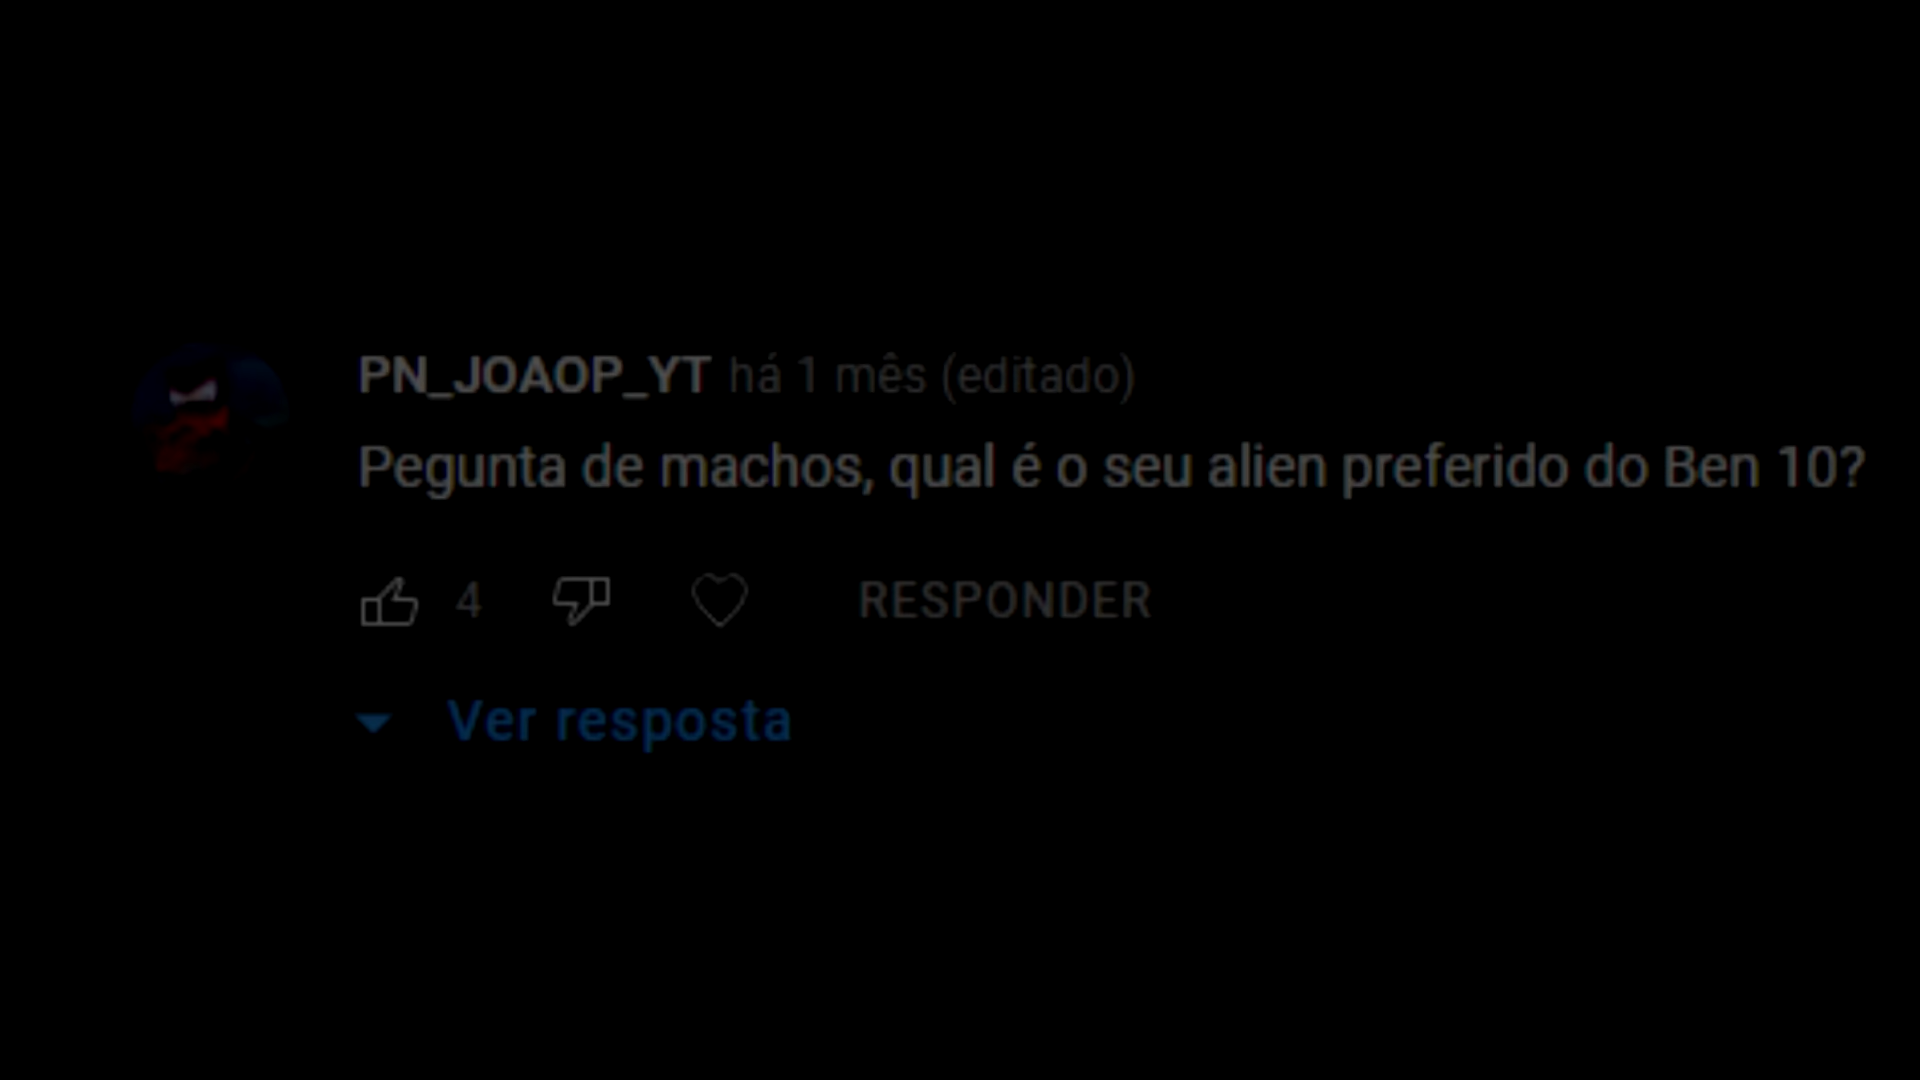 PN_JOAOP_YT há 1 mês (editado)
Pegunta de machos, qual é o seu alien preferido do Ben 10?
4 RESPONDER
Ver resposta